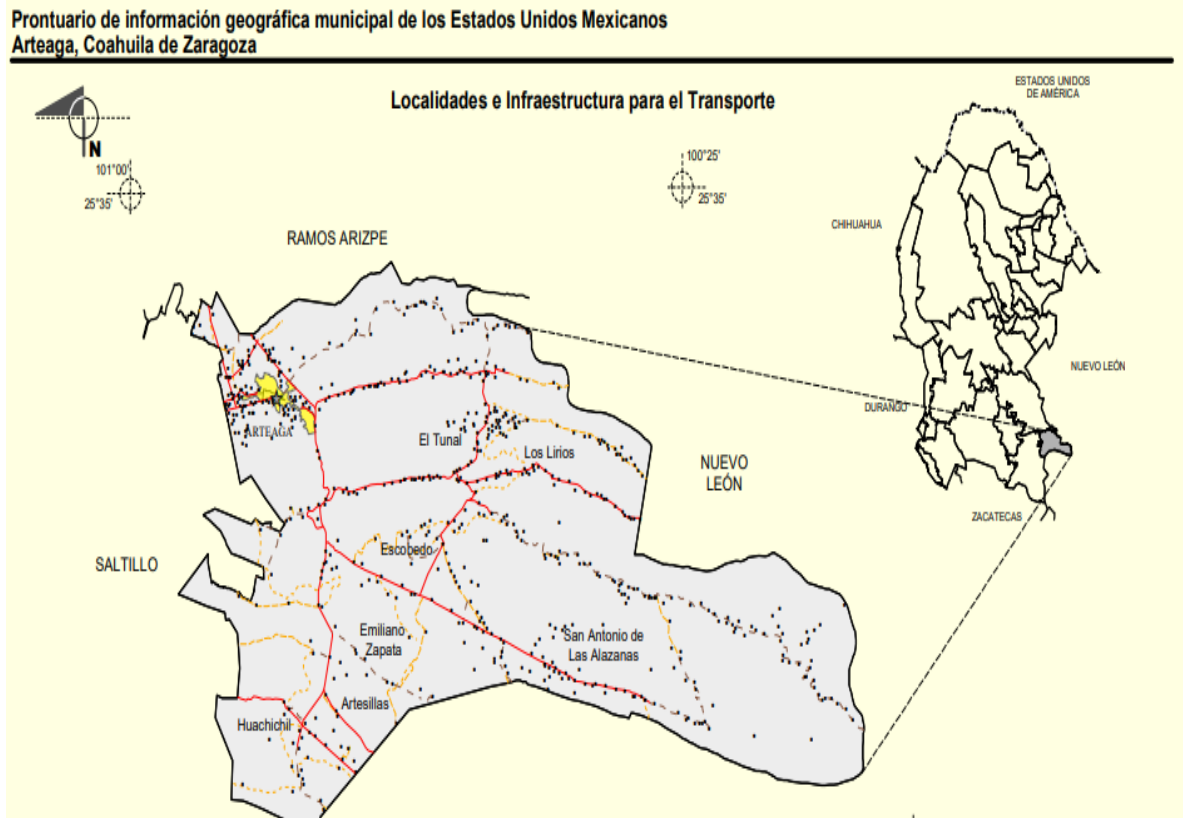 Prontuario de información geográfica municipal de los Estados Unidos Mexicanos
Arteaga, Coahuila de Zaragoza
Localidades e Infraestructura para el Transporte
ESTADOS UNIDOS
DE AMÉRICA
N
101°00'
25°35'
100°25'
25°35'
CHIHUAHUA
RAMOS ARIZPE
NUEVO LEÓN
DURANGO
ARTEAGA
El Tunal
Los Lirios
NUEVO
LEÓN
ZACATECAS
Escobedo
SALTILLO
Emiliano
Zapata
San Antonio de
Las Alazanas
Artesillas
Huachichil